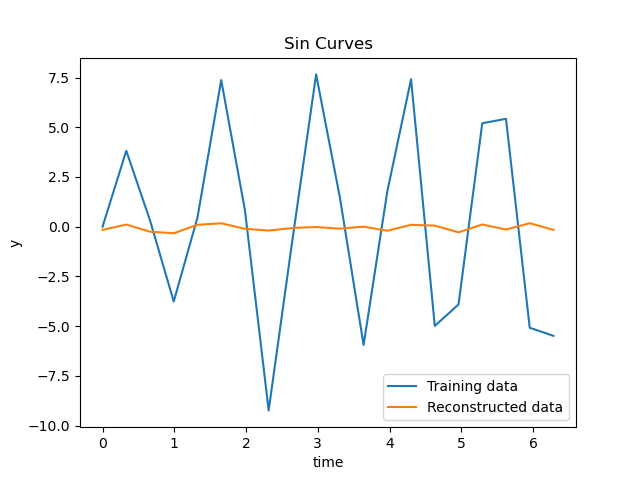 Sin Curves
7.5
5.0
2.5
0.0
−2.5
−5.0
−7.5
−10.0
y
Training data
Reconstructed data
0 1 2 3 4 5 6
time